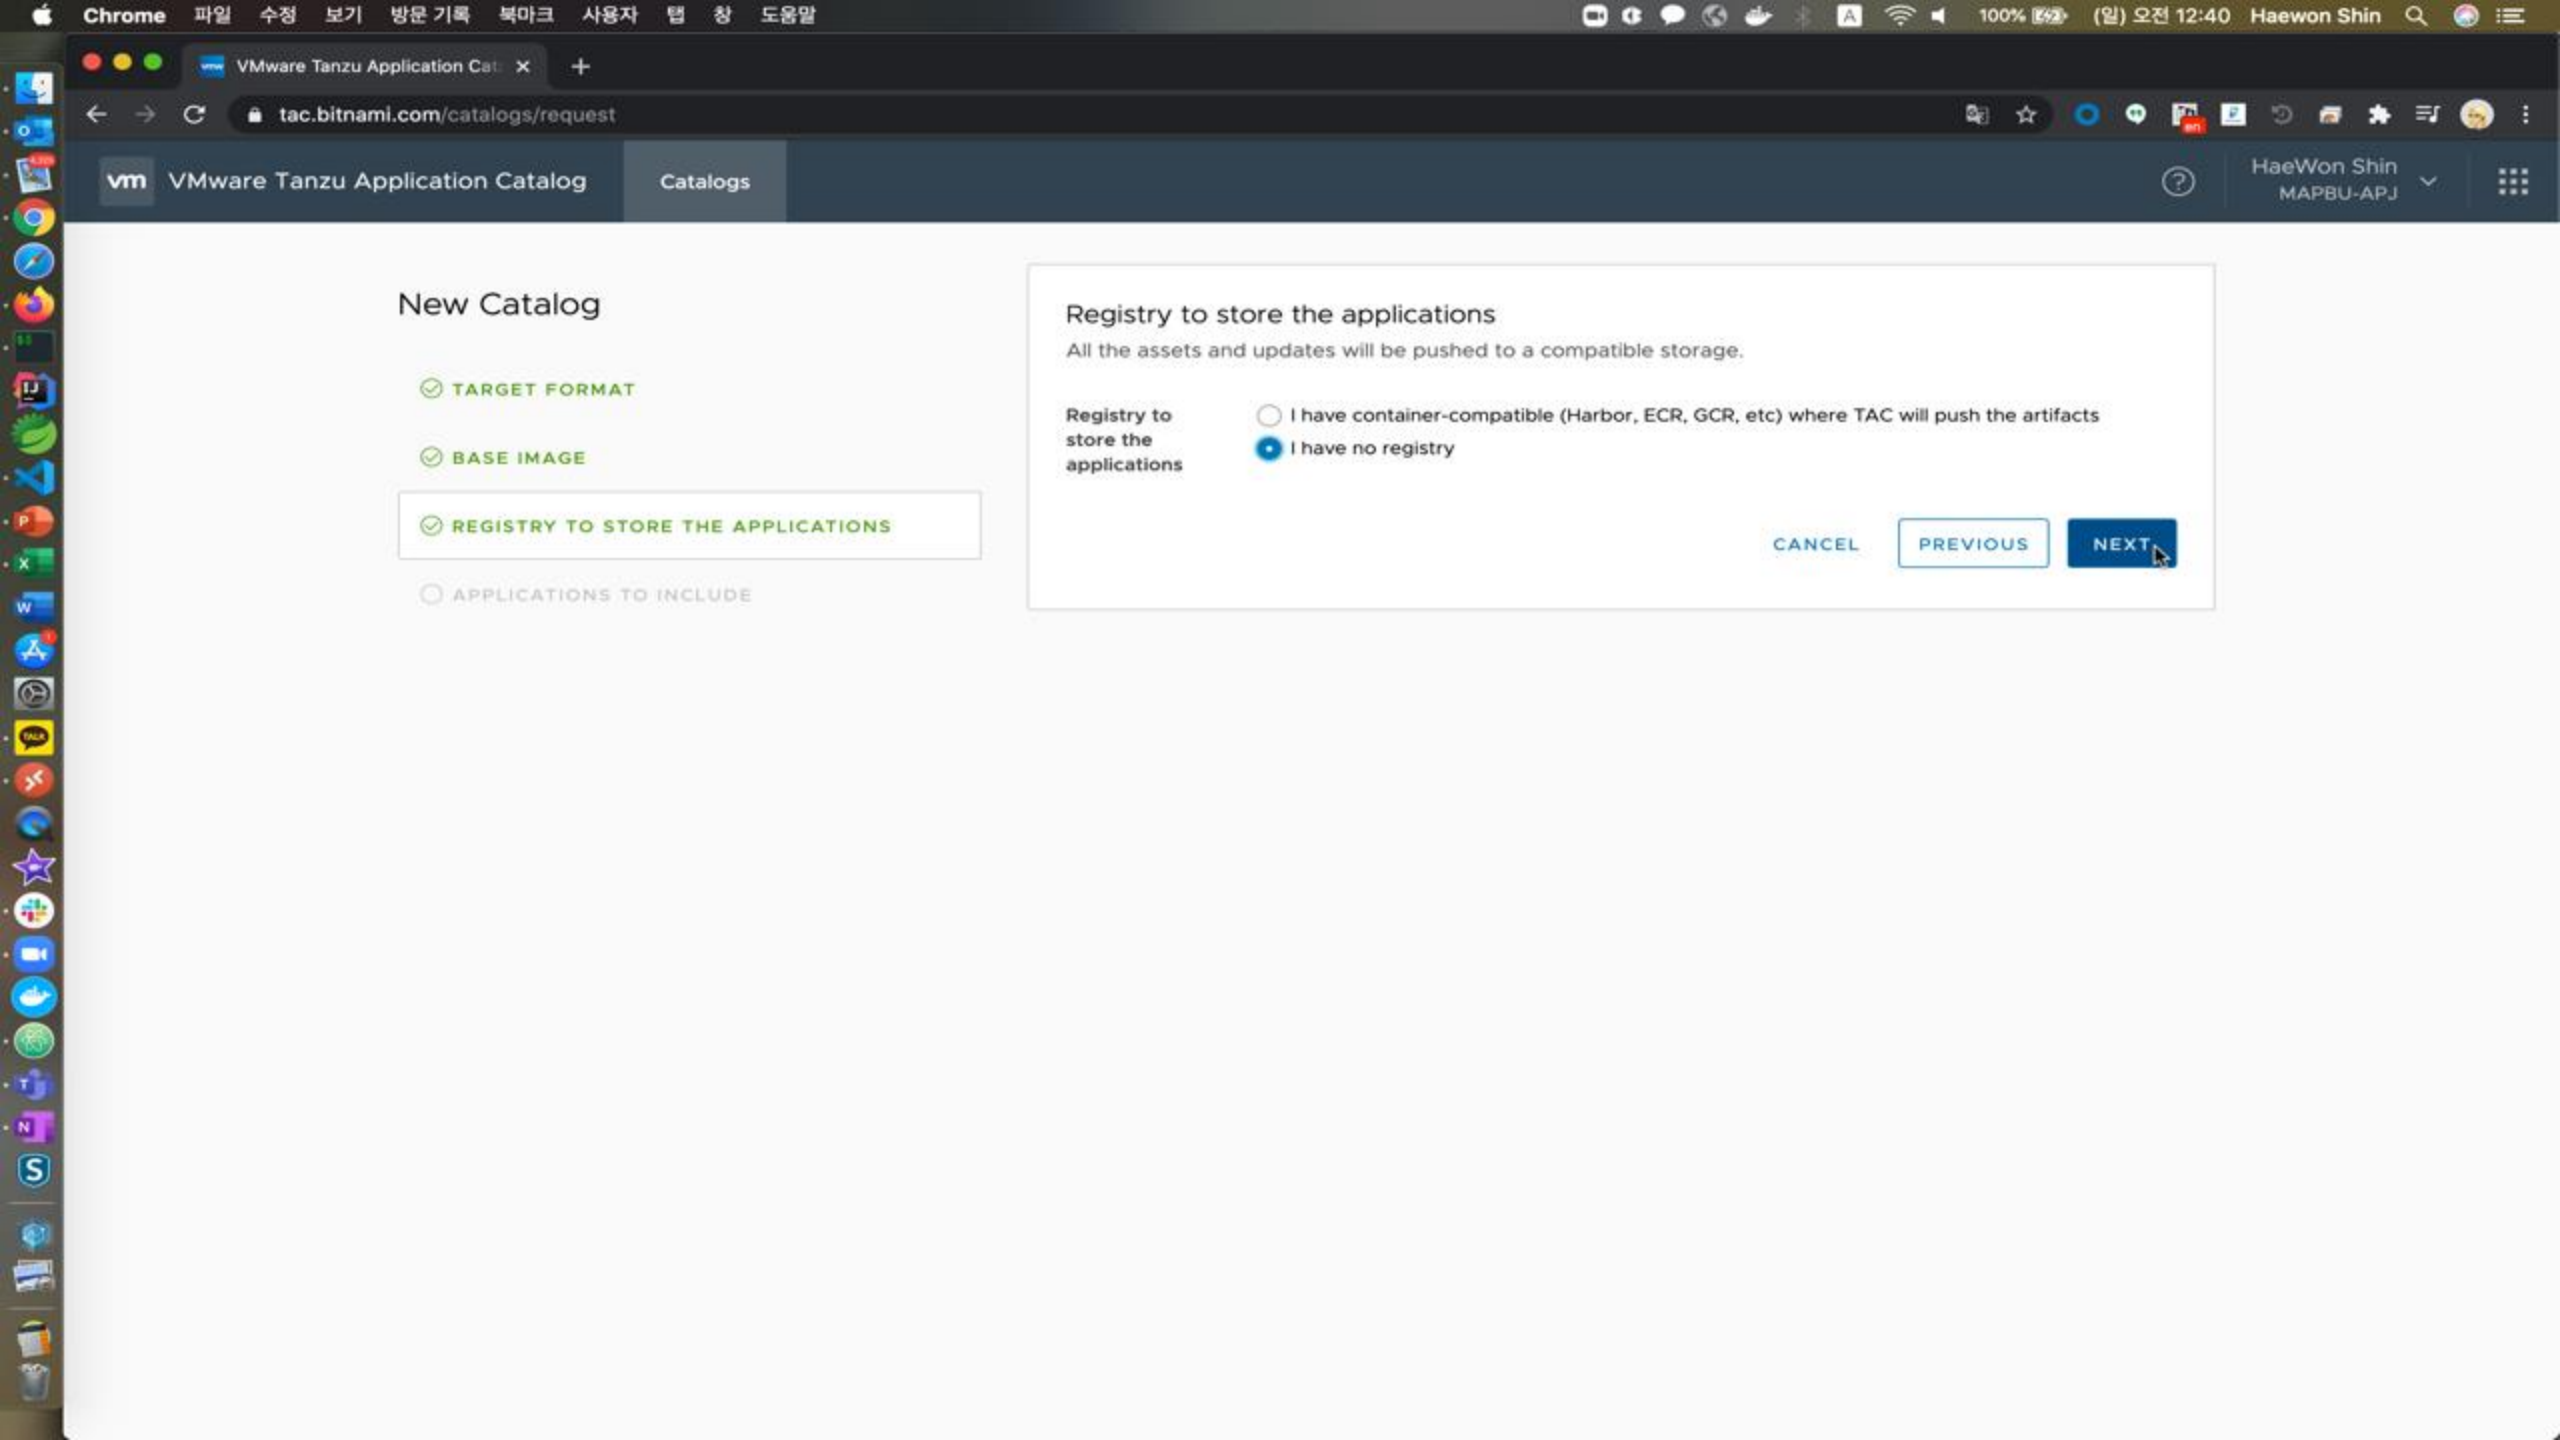 Chrome 파일 수정 보기 방문 기록 북마크 사용자 탭 창 도움말
A 100% (일) 오전 12:40 Haewon Shin
VMware Tanzu Application Cat
tac.bitnami.com/catalogs/request
en
vm VMware Tanzu Application Catalog Catalogs
HaeWon Shin
MAPBU-APJ
New Catalog
TARGET FORMAT
BASE IMAGE
REGISTRY TO STORE THE APPLICATIONS
APPLICATIONS TO INCLUDE
Registry to store the applications
All the assets and updates will be pushed to a compatible storage.
Registry to
store the
applications
I have container-compatible (Harbor, ECR, GCR, etc) where TAC will push the artifacts
I have no registry
CANCEL PREVIOUS NEXT
IJ
P
X
W
TALK
T
N
S